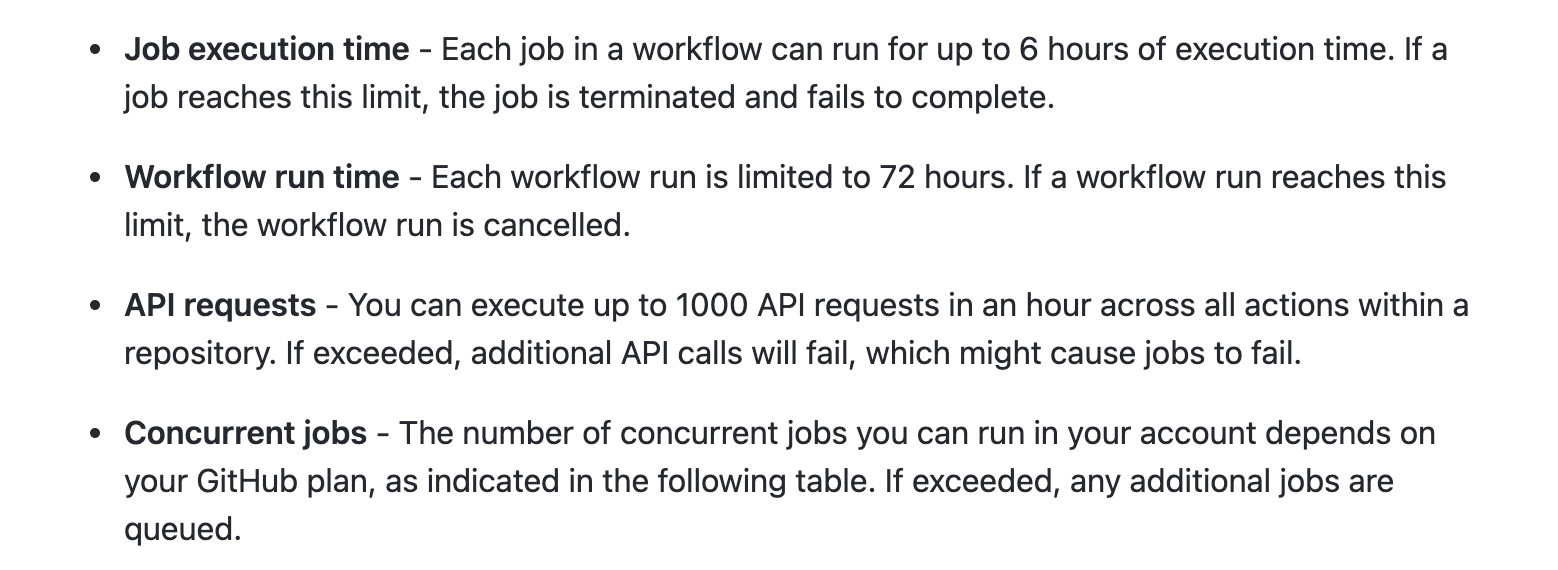 • Job execution time - Each job in a workflow can run for up to 6 hours of execution time. If a
job reaches this limit, the job is terminated and fails to complete.
• Workflow run time - Each workflow run is limited to 72 hours. If a workflow run reaches this
limit, the workflow run is cancelled.
• API requests - You can execute up to 1000 API requests in an hour across all actions within a
repository. If exceeded, additional API calls will fail, which might cause jobs to fail.
• Concurrent jobs - The number of concurrent jobs you can run in your account depends on
your GitHub plan, as indicated in the following table. If exceeded, any additional jobs are
queued.